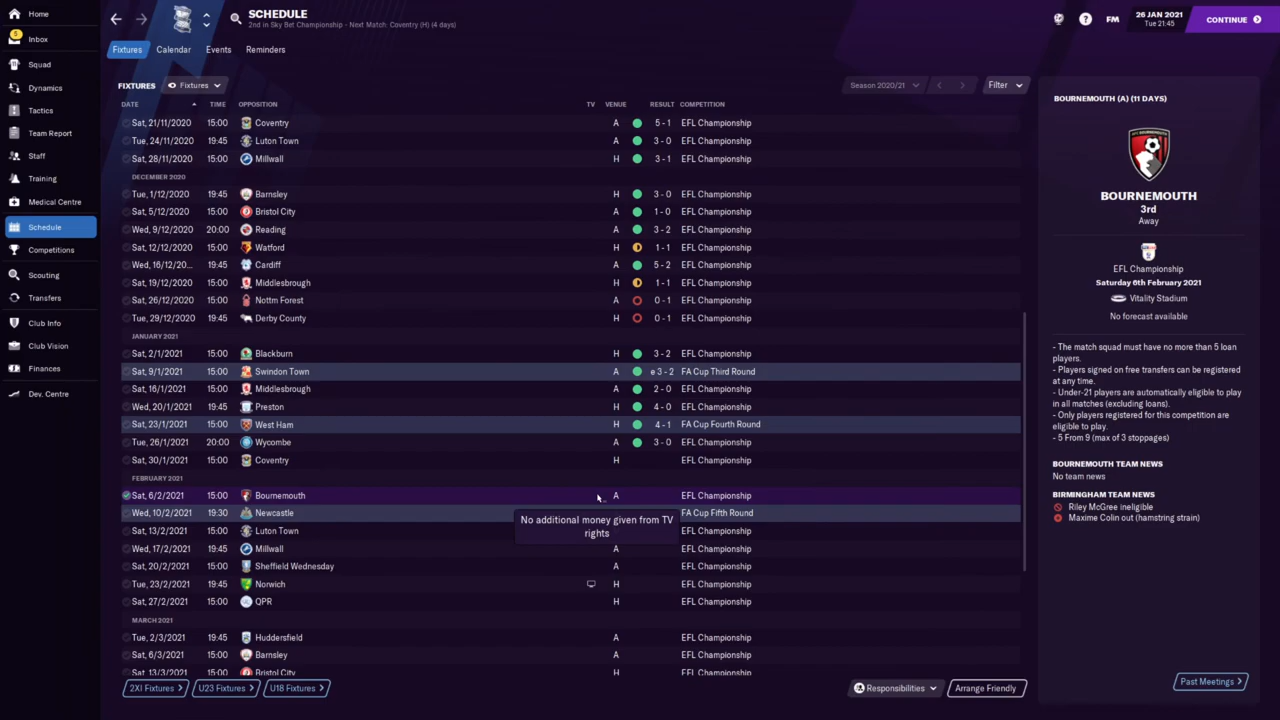 Home
Inbox
5
Squad
Dynamics
Tactics
Team Report
Staff
Training
Medical Centre
Schedule
Competitions
Scouting
Transfers
Club Info
Club Vision
Finances
Dev. Centre
SCHEDULE
2nd in Sky Bet Championship - Next Match, Coventry (H) (4 days)
? FM 26 JAN 2021
Tue 21:45
CONTINUE
Fixtures Calendar Events Reminders
FIXTURES Fixtures Season 2020/21 Filter
DATE TIME OPPOSITION TV VENUE RESULT COMPETITION
Sat, 21/11/2020 15:00 Coventry A 5 - 1 EFL Championship
Tue, 24/11/2020 19:45 Luton Town A 3 - 0 EFL Championship
Sat, 28/11/2020 15:00 Millwall H 3 - 1 EFL Championship
DECEMBER 2020
Tue, 1/12/2020 19:45 Barnsley H 3 - 0 EFL Championship
Sat, 5/12/2020 15:00 Bristol City A 1 - 0 EFL Championship
Wed, 9/12/2020 20:00 Reading A 3 - 2 EFL Championship
Sat, 12/12/2020 15:00 Watford H 1 - 1 EFL Championship
Wed, 16/12/20... 19:45 Cardiff A 5 - 2 EFL Championship
Sat, 19/12/2020 15:00 Middlesbrough H 1 - 1 EFL Championship
Sat, 26/12/2020 15:00 Nottm Forest A 0 - 1 EFL Championship
Tue, 29/12/2020 19:45 Derby County H 0 - 1 EFL Championship
JANUARY 2021
Sat, 2/1/2021 15:00 Blackburn H 3 - 2 EFL Championship
Sat, 9/1/2021 15:00 Swindon Town A e 3 - 2 FA Cup Third Round
Sat, 16/1/2021 15:00 Middlesbrough A 2 - 0 EFL Championship
Wed, 20/1/2021 19:45 Preston H 4 - 0 EFL Championship
Sat, 23/1/2021 15:00 West Ham H 4 - 1 FA Cup Fourth Round
Tue, 26/1/2021 20:00 Wycombe A 3 - 0 EFL Championship
Sat, 30/1/2021 15:00 Coventry H EFL Championship
FEBRUARY 2021
Sat, 6/2/2021 15:00 Bournemouth A EFL Championship
Wed, 10/2/2021 19:30 Newcastle FA Cup Fifth Round
No additional money given from TV
rights
Sat, 13/2/2021 15:00 Luton Town EFL Championship
Wed, 17/2/2021 19:45 Millwall A EFL Championship
Sat, 20/2/2021 15:00 Sheffield Wednesday A EFL Championship
Tue, 23/2/2021 19:45 Norwich H EFL Championship
Sat, 27/2/2021 15:00 QPR H EFL Championship
MARCH 2021
Tue, 2/3/2021 19:45 Huddersfield A EFL Championship
Sat, 6/3/2021 15:00 Barnsley A EFL Championship
Sat, 13/3/2021 15:00 Bristol City H EFL Championship
2XI Fixtures U23 Fixtures U18 Fixtures Responsibilities Arrange Friendly
BOURNEMOUTH (A) (11 DAYS)
BOURNEMOUTH
3rd
Away
EFL Championship
Saturday 6th February 2021
Vitality Stadium
No forecast available
- The match squad must have no more than 5 loan
players.
- Players signed on free transfers can be registered
at any time.
- Under-21 players are automatically eligible to play
in all matches (excluding loans).
- Only players registered for this competition are
eligible to play.
- 5 From 9 (max of 3 stoppages)
BOURNEMOUTH TEAM NEWS
No team news
BIRMINGHAM TEAM NEWS
Riley McGree ineligible
Maxime Colin out (hamstring strain)
Past Meetings